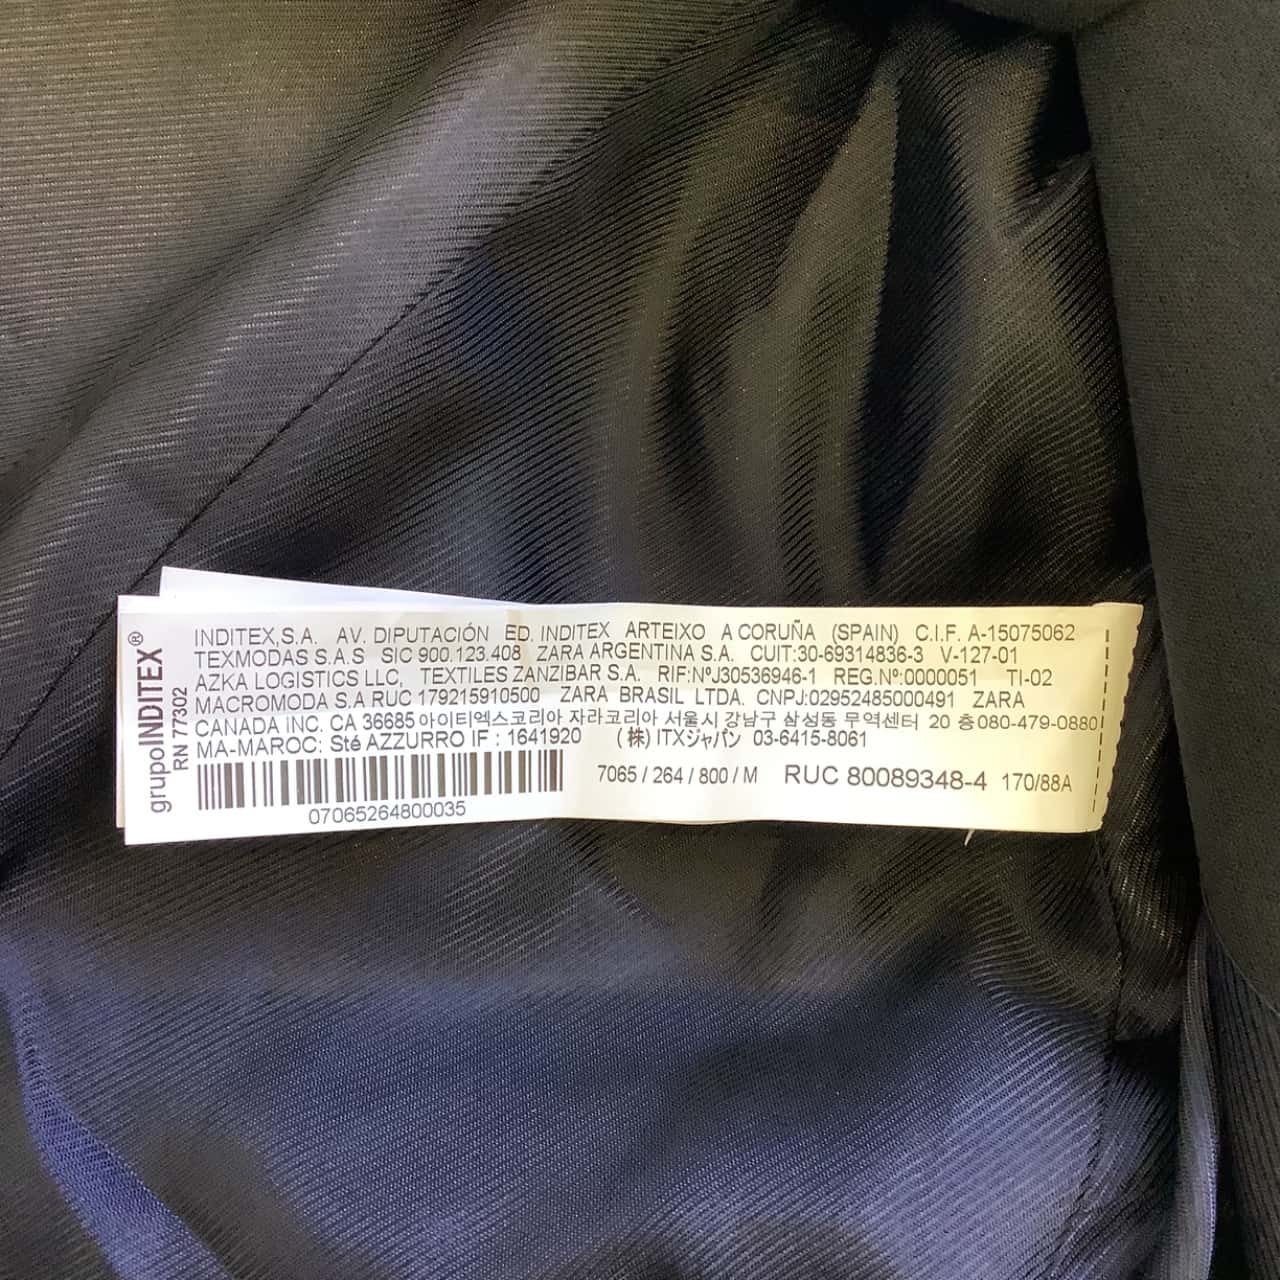 grupoINDITEX®
RN 77302
INDITEX,S.A. AV. DIPUTACIÓN ED. INDITEX ARTEIXO A CORUÑA (SPAIN) C.I.F. A-15075062
TEXMODAS S.A.S SIC 900.123.408 ZARA ARGENTINA S.A. CUIT:30-69314836-3 V-127-01
AZKA LOGISTICS LLC, TEXTILES ZANZIBAR S.A. RIF:NºJ30536946-1 REG.Nº:0000051 TI-02
MACROMODA S.A RUC 179215910500 ZARA BRASIL LTDA. CNPJ:02952485000491 ZARA
CANADA INC. CA 36685 아이티엑스코리아 자라코리아 서울시 강남구 삼성동 무역센터 20 층 080-479-0880
MA-MAROC: Sté AZZURRO IF : 1641920 (株) ITXジャパン 03-6415-8061
7065 / 264 / 800 / M RUC 80089348-4 170/88A
07065264800035